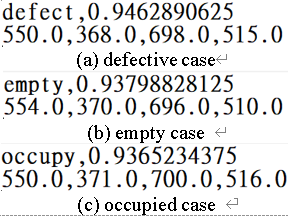 defect,0.9462890625
550.0,368.0,698.0,515.0
(a) defective case↵
empty,0.93798828125
554.0,370.0,696.0,510.0
(b) empty case ↵
occupy,0.9365234375
550.0,371.0,700.0,516.0
(c) occupied case ↵